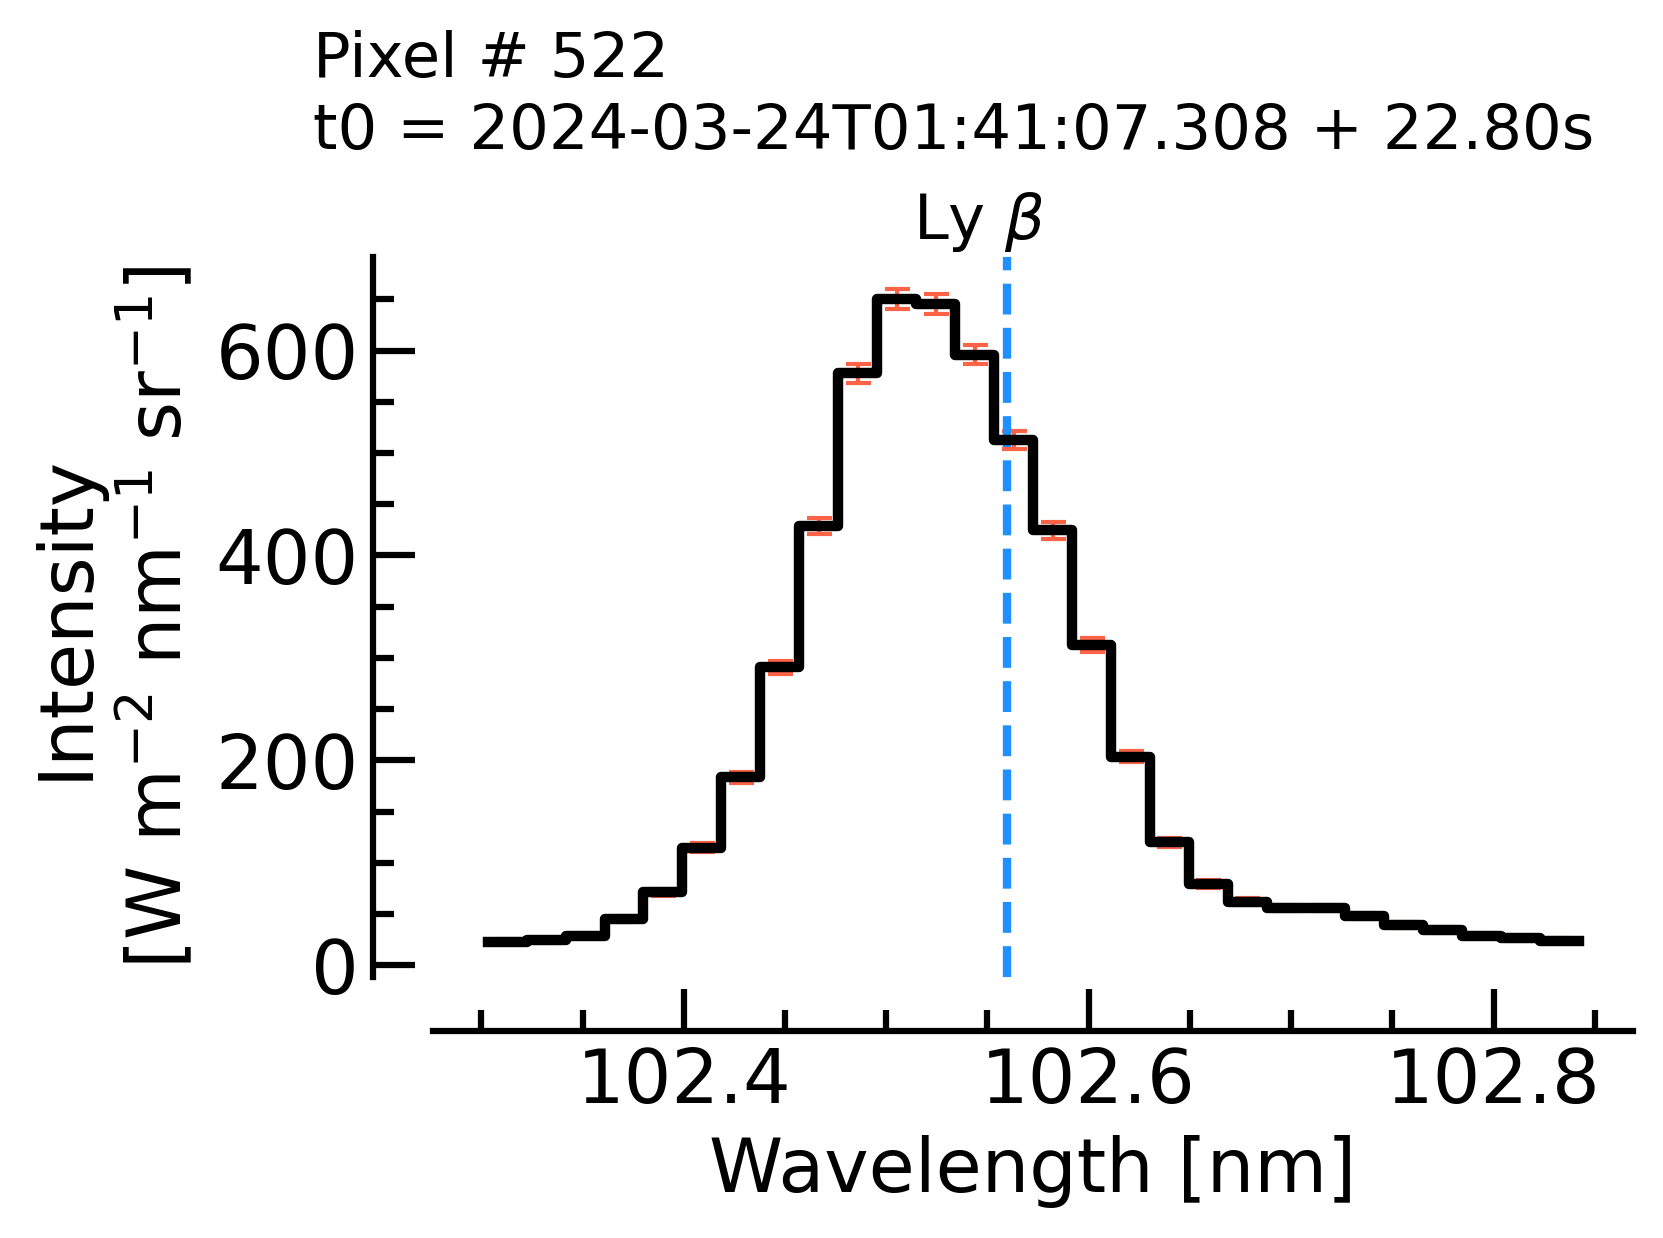 Pixel # 522
t0 = 2024-03-24T01:41:07.308 + 22.80s
Ly β
Intensity
[W m⁻² nm⁻¹ sr⁻¹]
600
400
200
0
102.4 102.6 102.8
Wavelength [nm]